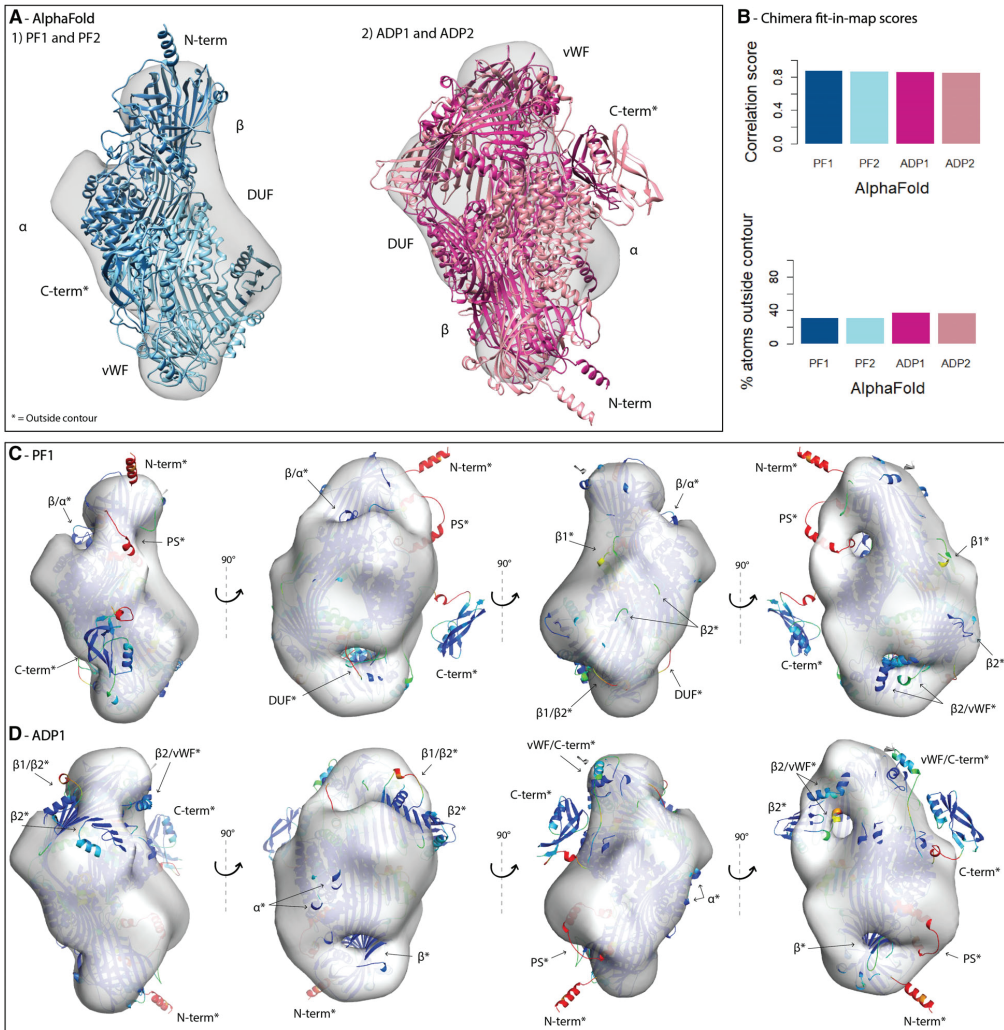 A - AlphaFold
1) PF1 and PF2
N-term
β
DUF
α
C-term*
vWF
* = Outside contour
2) ADP1 and ADP2
vWF
C-term*
DUF
α
β
N-term
B - Chimera fit-in-map scores
Correlation score
0.8
0.4
0.0
PF1 PF2 ADP1 ADP2
AlphaFold
% atoms outside contour
80
40
0
PF1 PF2 ADP1 ADP2
AlphaFold
C - PF1
N-term*
β/α*
PS*
C-term*
90°
β/α*
N-term*
PS*
DUF*
C-term*
90°
β/α*
β1*
β2*
β1/β2*
DUF*
90°
N-term*
PS*
β1*
C-term*
β2*
β2/vWF*
D - ADP1
β1/β2*
β2/vWF*
β2*
C-term*
N-term*
90°
β1/β2*
β2*
α*
β*
N-term*
90°
vWF/C-term*
C-term*
α*
PS*
N-term*
90°
β2/vWF*
vWF/C-term*
β2*
C-term*
β*
PS*
N-term*